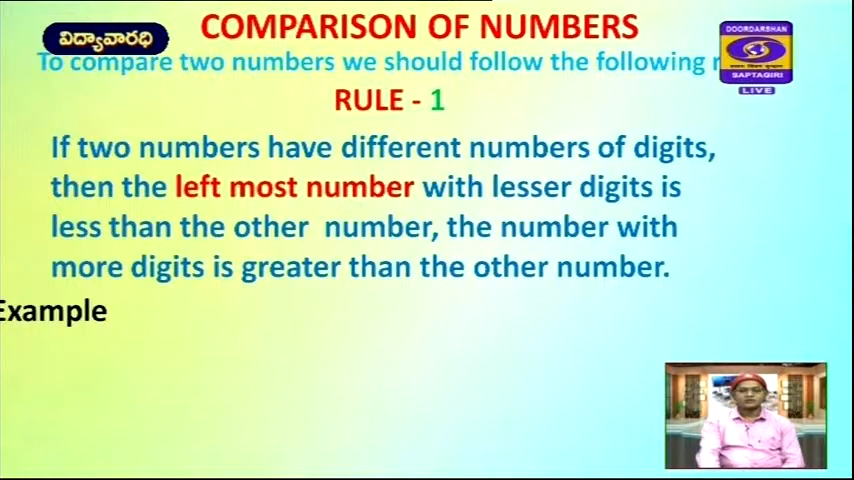 COMPARISON OF NUMBERS
విద్యావారధి
DOORDARSHAN
SAPTAGIRI
LIVE
To compare two numbers we should follow the following
RULE - 1
If two numbers have different numbers of digits,
then the left most number with lesser digits is
less than the other number, the number with
more digits is greater than the other number.
Example